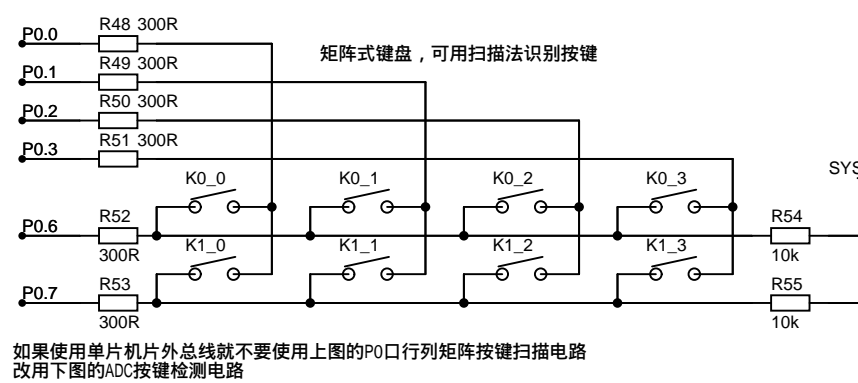 R48 300R
P0.0
矩阵式键盘，可用扫描法识别按键
R49 300R
P0.1
R50 300R
P0.2
R51 300R
P0.3
K0_0 K0_1 K0_2 K0_3
R52 R54
P0.6
300R 10k
K1_0 K1_1 K1_2 K1_3
R53 R55
P0.7
300R 10k
如果使用单片机片外总线就不要使用上图的P0口行列矩阵按键扫描电路
改用下图的ADC按键检测电路